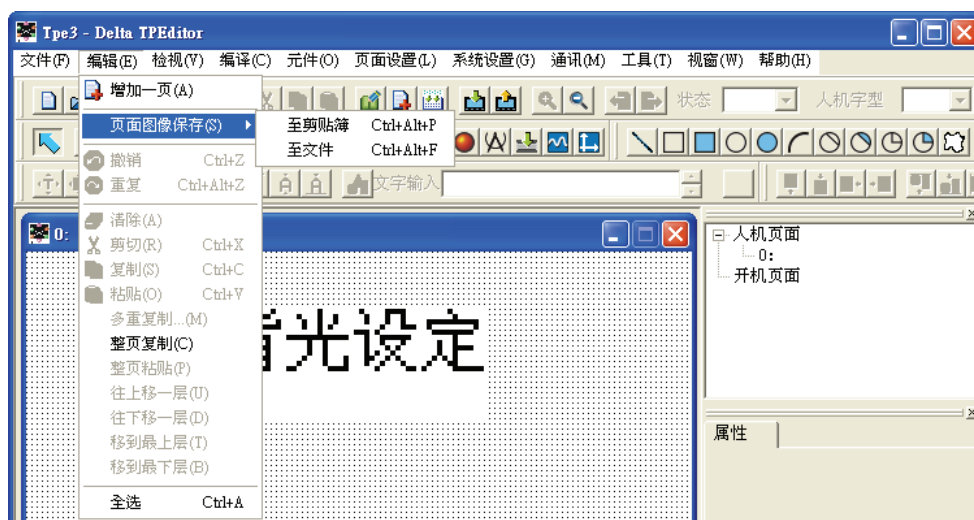 Tpe3 - Delta TPEditor
文件(F) 编辑(E) 检视(V) 编译(C) 元件(O) 页面设置(L) 系统设置(G) 通讯(M) 工具(T) 视窗(W) 帮助(H)
增加一页(A)
状态 人机字型
页面图像保存(S)
至剪贴簿 Ctrl+Alt+P
至文件 Ctrl+Alt+F
撤销 Ctrl+Z
重复 Ctrl+Alt+Z
文字输入
清除(A)
剪切(R) Ctrl+X
复制(S) Ctrl+C
粘贴(O) Ctrl+V
多重复制...(M)
整页复制(C)
整页粘贴(P)
往上移一层(U)
往下移一层(D)
移到最上层(T)
移到最下层(B)
全选 Ctrl+A
0:
光设定
人机页面
0:
开机页面
属性